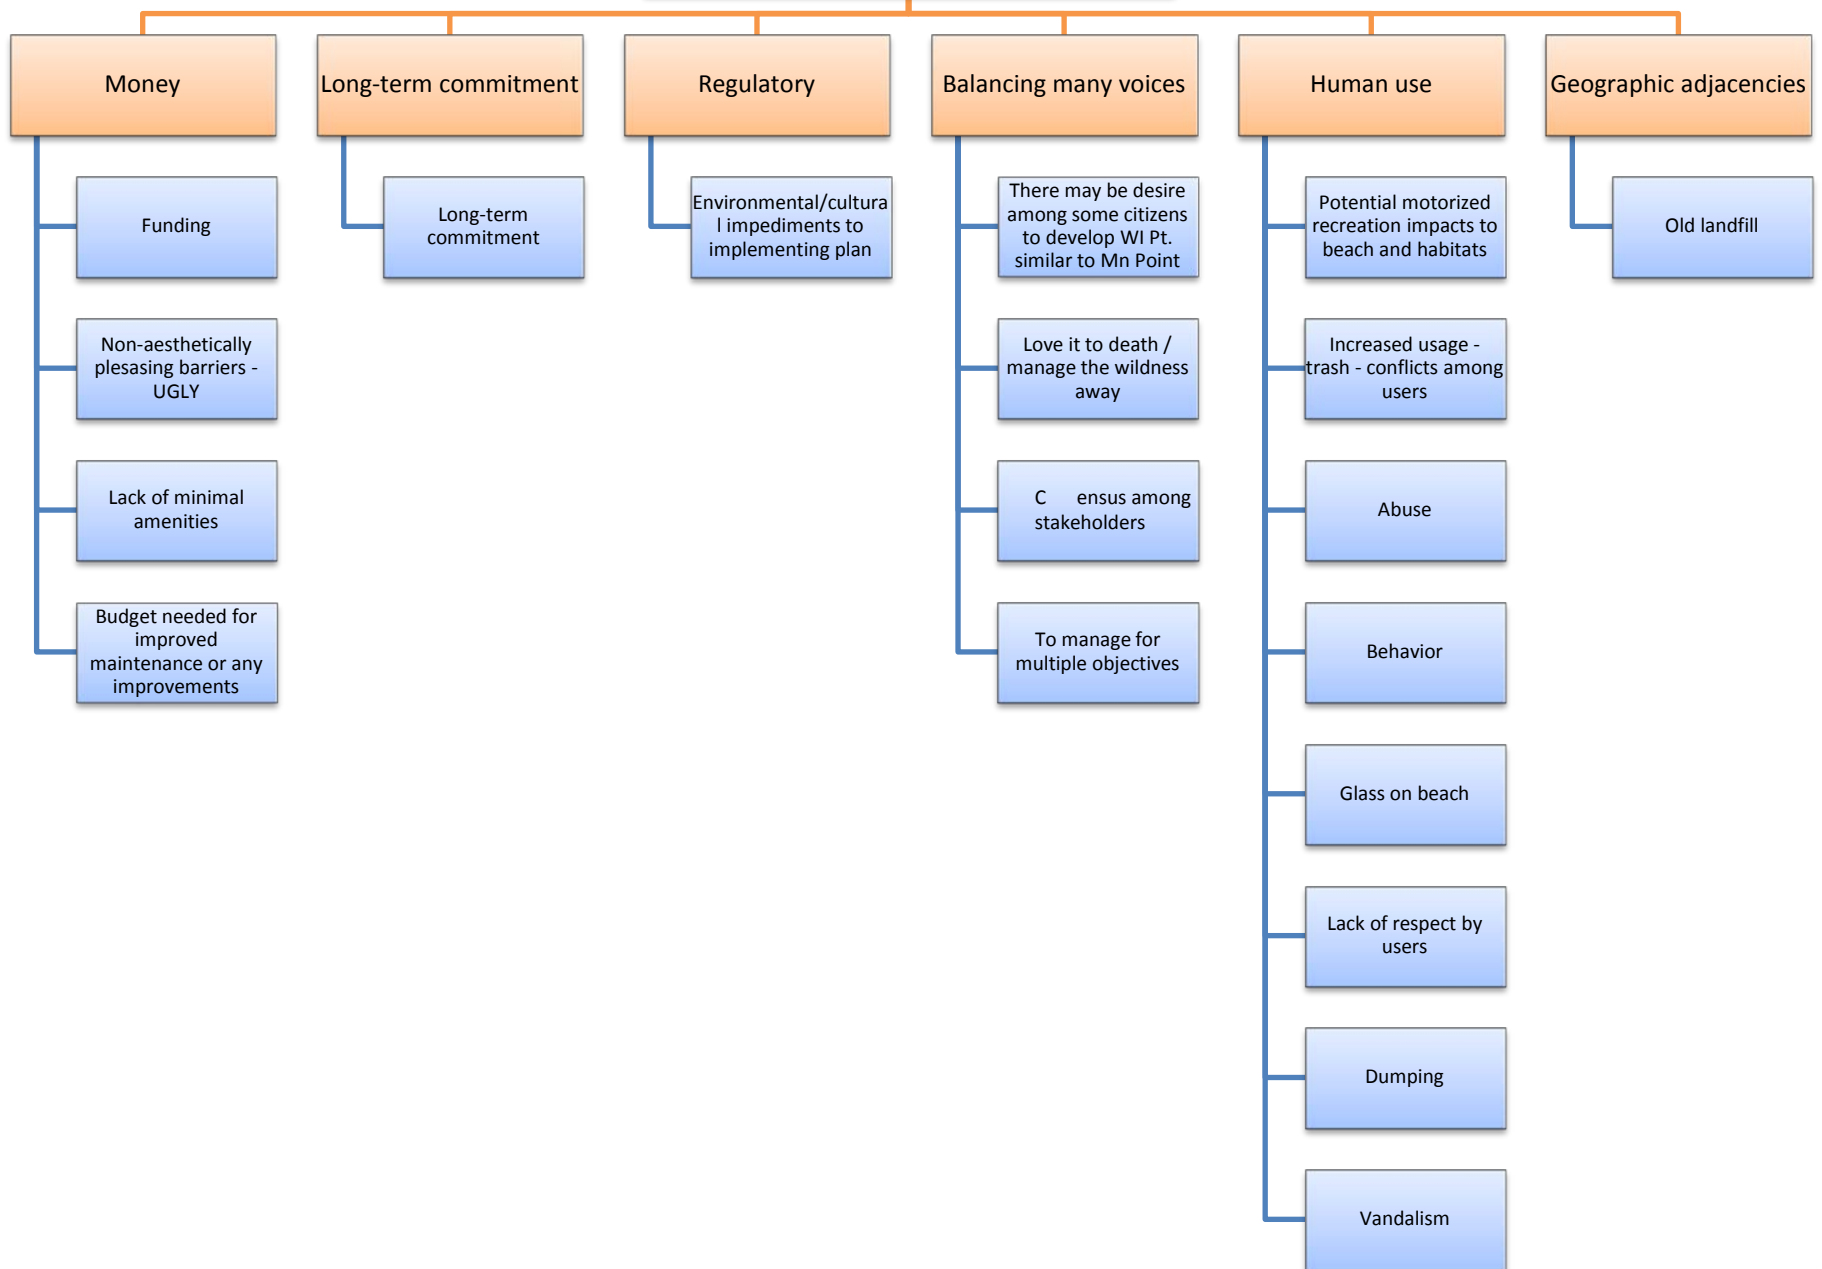 Money
Long-term commitment
Regulatory
Balancing many voices
Human use
Geographic adjacencies
Funding
Non-aesthetically
plesasing barriers -
UGLY
Lack of minimal
amenities
Budget needed for
improved
maintenance or any
improvements
Long-term
commitment
Environmental/cultura
l impediments to
implementing plan
There may be desire
among some citizens
to develop WI Pt.
similar to Mn Point
Love it to death /
manage the wildness
away
C ensus among
stakeholders
To manage for
multiple objectives
Potential motorized
recreation impacts to
beach and habitats
Increased usage -
trash - conflicts among
users
Abuse
Behavior
Glass on beach
Lack of respect by
users
Dumping
Vandalism
Old landfill